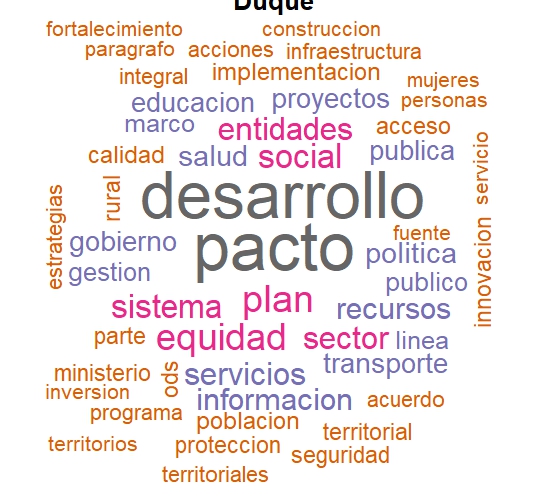 Duque
fortalecimiento construccion
paragrafo acciones infraestructura
integral implementacion mujeres
educacion proyectos personas
marco entidades acceso
calidad salud social publica
servicio
rural desarrollo
estrategias gobierno pacto fuente
politica
gestion publico innovacion
sistema plan recursos
parte equidad sector linea
ministerio ods servicios transporte
inversion informacion acuerdo
programa poblacion
territorial
territorios proteccion seguridad
territoriales